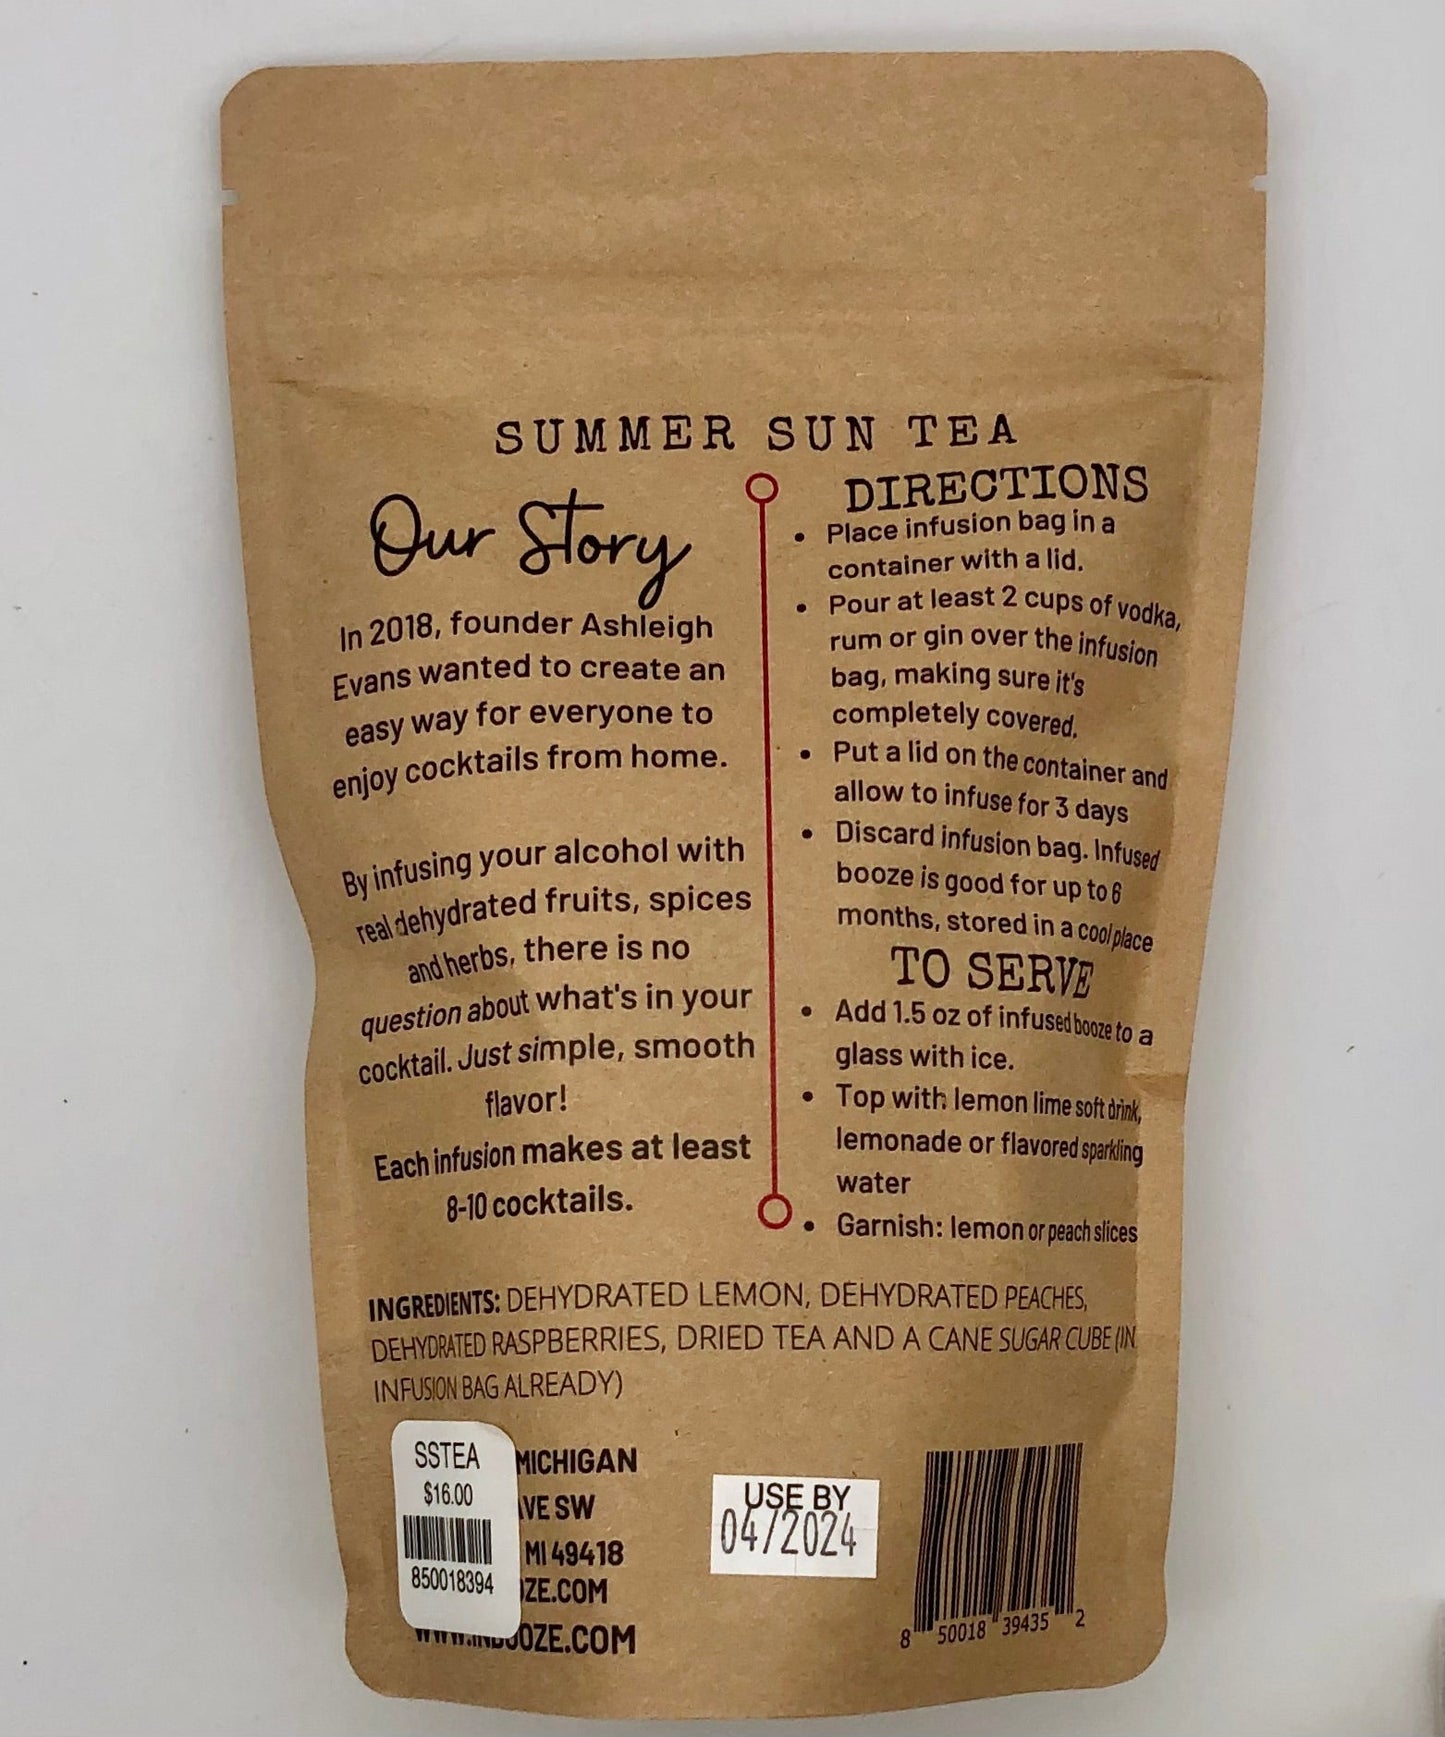 SUMMER SUN TEA
Our Story
In 2018, founder Ashleigh
Evans wanted to create an
easy way for everyone to
enjoy cocktails from home.
By infusing your alcohol with
real dehydrated fruits, spices
and herbs, there is no
question about what's in your
cocktail. Just simple, smooth
flavor!
Each infusion makes at least
8-10 cocktails.
DIRECTIONS
• Place infusion bag in a
container with a lid.
• Pour at least 2 cups of vodka,
rum or gin over the infusion
bag, making sure it's
completely covered.
• Put a lid on the container and
allow to infuse for 3 days
• Discard infusion bag. Infused
booze is good for up to 6
months, stored in a cool place
TO SERVE
• Add 1.5 oz of infused booze to a
glass with ice.
• Top with lemon lime soft drink,
lemonade or flavored sparkling
water
• Garnish: lemon or peach slices
INGREDIENTS: DEHYDRATED LEMON, DEHYDRATED PEACHES,
DEHYDRATED RASPBERRIES, DRIED TEA AND A CANE SUGAR CUBE (IN
INFUSION BAG ALREADY)
SSTEA
$16.00
850018394
MICHIGAN
AVE SW
MI 49418
ZE.COM
WWW.INBOOZE.COM
USE BY
04/2024
8 50018 39435 2